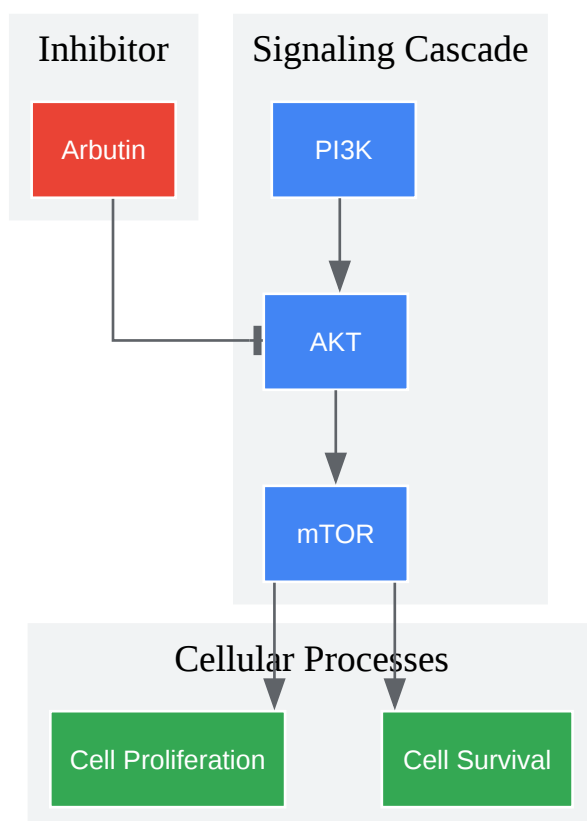 Inhibitor
Signaling Cascade
Arbutin
PI3K
AKT
mTOR
Cellular Processes
Cell Proliferation
Cell Survival